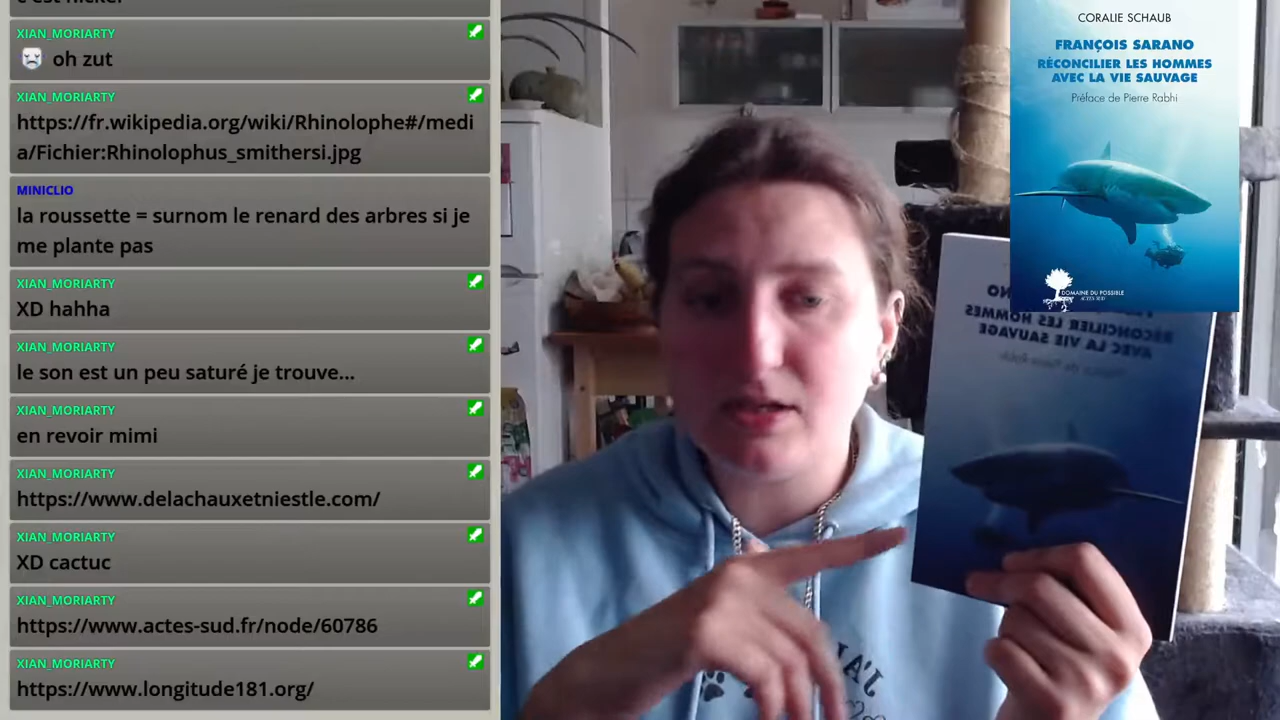 XIAN_MORIARTY
oh zut
XIAN_MORIARTY
https://fr.wikipedia.org/wiki/Rhinolophe#/medi
a/Fichier:Rhinolophus_smithersi.jpg
MINICLIO
la roussette = surnom le renard des arbres si je
me plante pas
XIAN_MORIARTY
XD hahha
XIAN_MORIARTY
le son est un peu saturé je trouve...
XIAN_MORIARTY
en revoir mimi
XIAN_MORIARTY
https://www.delachauxetniestle.com/
XIAN_MORIARTY
XD cactuc
XIAN_MORIARTY
https://www.actes-sud.fr/node/60786
XIAN_MORIARTY
https://www.longitude181.org/
CORALIE SCHAUB
FRANÇOIS SARANO
RÉCONCILIER LES HOMMES
AVEC LA VIE SAUVAGE
Préface de Pierre Rabhi
DOMAINE DU POSSIBLE
ACTES SUD
RÉCONCILIER LES HOMMES
AVEC LA VIE SAUVAGE